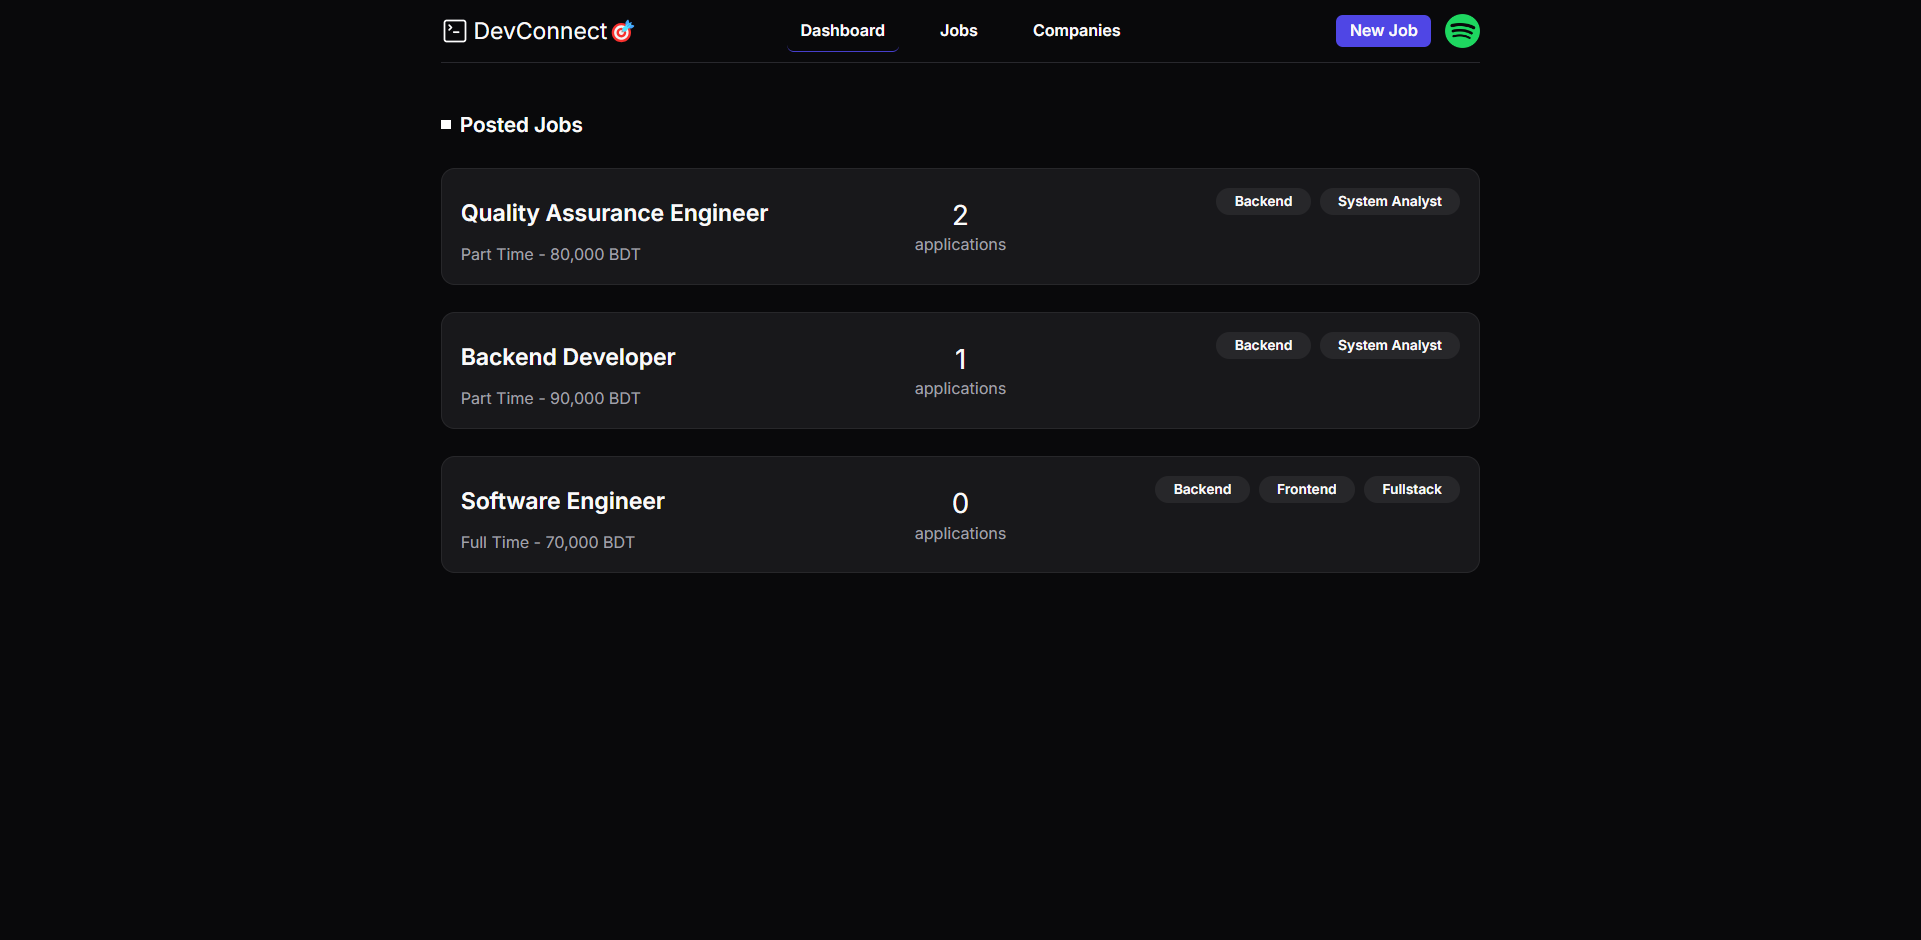 DevConnect🎯
Dashboard Jobs Companies
New Job
Posted Jobs
Quality Assurance Engineer
Part Time - 80,000 BDT
2
applications
Backend System Analyst
Backend Developer
Part Time - 90,000 BDT
1
applications
Backend System Analyst
Software Engineer
Full Time - 70,000 BDT
0
applications
Backend Frontend Fullstack